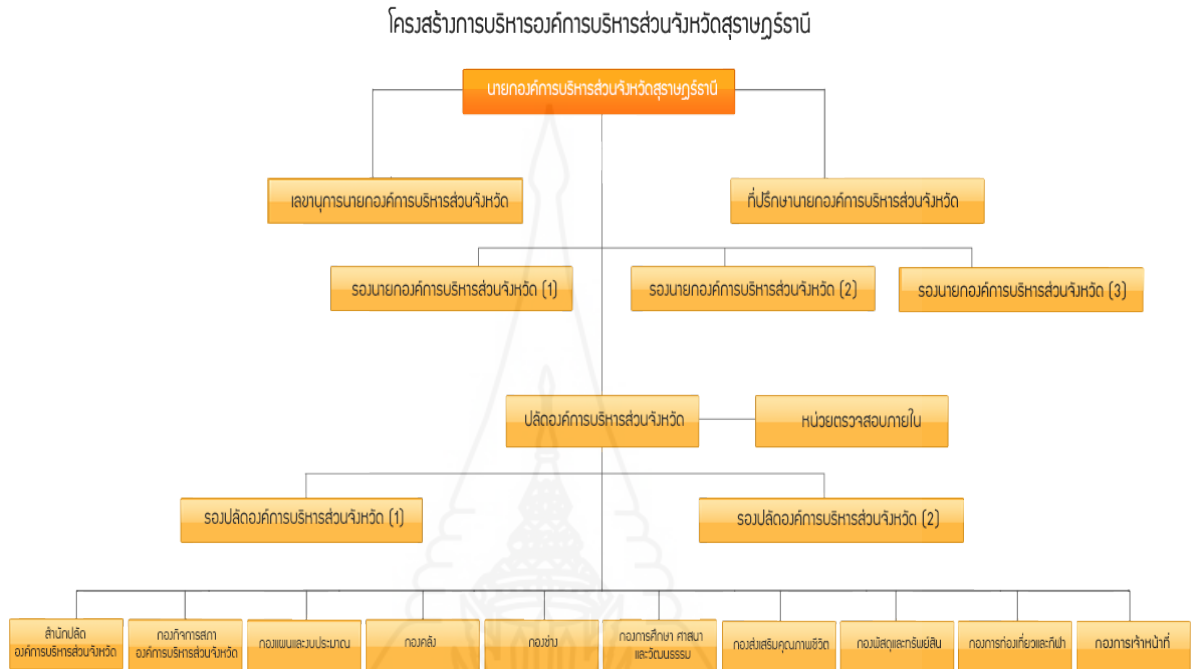 โครงสร้างการบริหารองค์การบริหารส่วนจังหวัดสุราษฎร์ธานี
นายกองค์การบริหารส่วนจังหวัดสุราษฎร์ธานี
เลขานุการนายกองค์การบริหารส่วนจังหวัด
ที่ปรึกษานายกองค์การบริหารส่วนจังหวัด
รองนายกองค์การบริหารส่วนจังหวัด (1)
รองนายกองค์การบริหารส่วนจังหวัด (2)
รองนายกองค์การบริหารส่วนจังหวัด (3)
ปลัดองค์การบริหารส่วนจังหวัด
หน่วยตรวจสอบภายใน
รองปลัดองค์การบริหารส่วนจังหวัด (1)
รองปลัดองค์การบริหารส่วนจังหวัด (2)
สำนักปลัด
องค์การบริหารส่วนจังหวัด
กองกิจการสภา
องค์การบริหารส่วนจังหวัด
กองแผนและงบประมาณ
กองคลัง
กองช่าง
กองการศึกษา ศาสนา
และวัฒนธรรม
กองส่งเสริมคุณภาพชีวิต
กองพัสดุและทรัพย์สิน
กองการท่องเที่ยวและกีฬา
กองการเจ้าหน้าที่